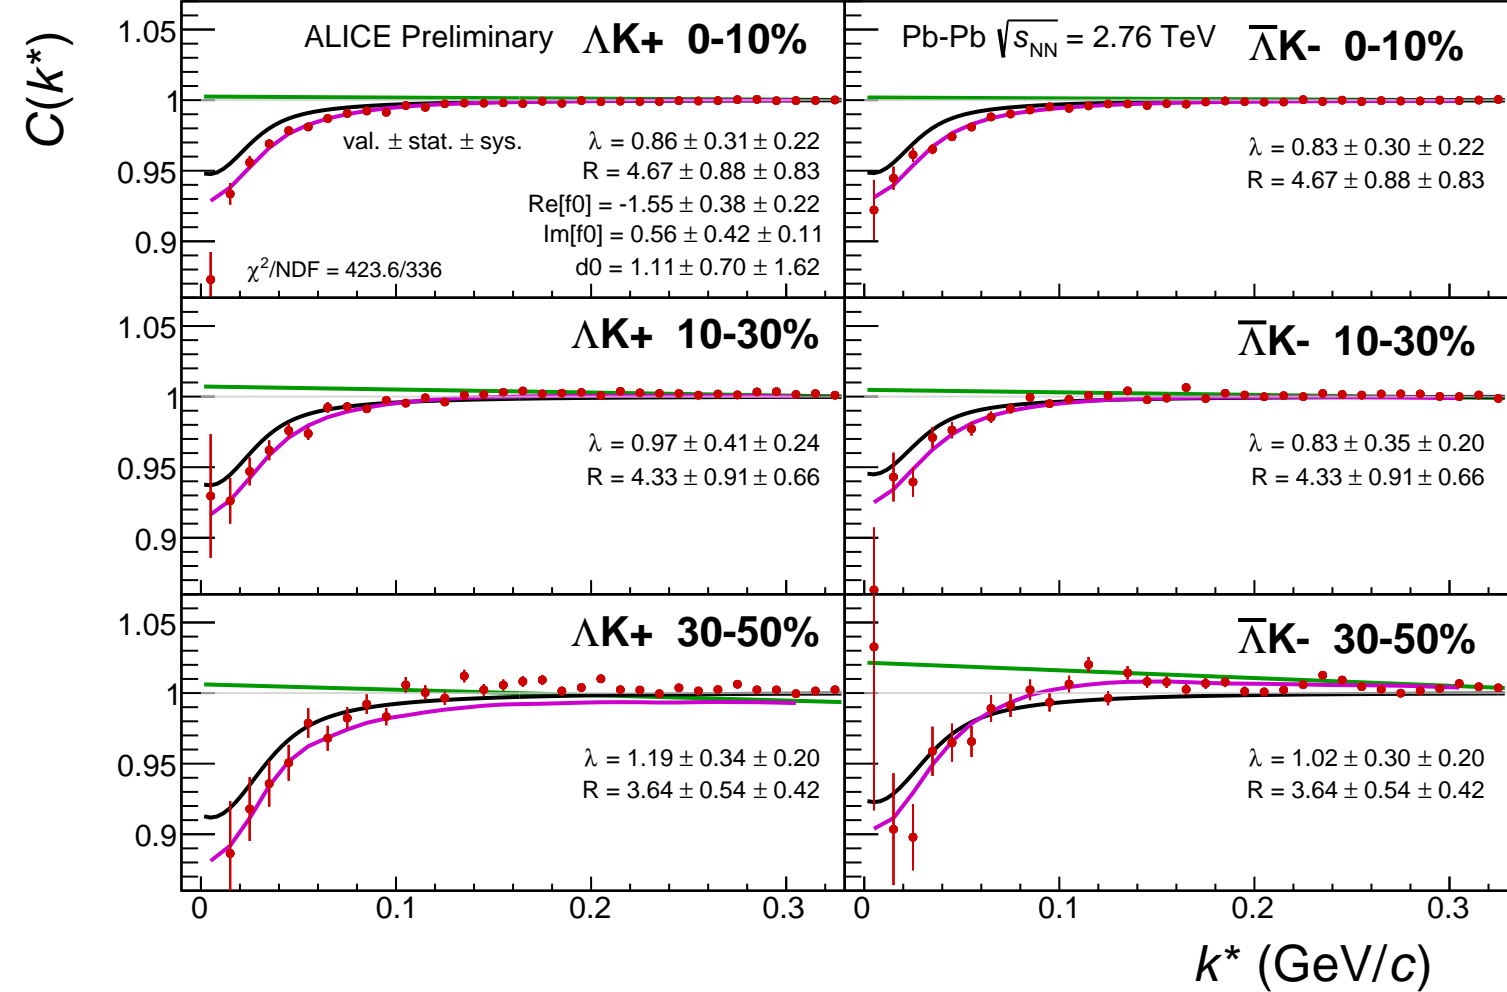 C(k*)
ALICE Preliminary ΛK+ 0-10%
val. ± stat. ± sys.
λ = 0.86 ± 0.31 ± 0.22
R = 4.67 ± 0.88 ± 0.83
Re[f0] = -1.55 ± 0.38 ± 0.22
Im[f0] = 0.56 ± 0.42 ± 0.11
d0 = 1.11 ± 0.70 ± 1.62
χ²/NDF = 423.6/336
1.05
1
0.95
0.9
Pb-Pb √sNN = 2.76 TeV Λ̅K- 0-10%
λ = 0.83 ± 0.30 ± 0.22
R = 4.67 ± 0.88 ± 0.83
ΛK+ 10-30%
λ = 0.97 ± 0.41 ± 0.24
R = 4.33 ± 0.91 ± 0.66
1.05
1
0.95
0.9
Λ̅K- 10-30%
λ = 0.83 ± 0.35 ± 0.20
R = 4.33 ± 0.91 ± 0.66
ΛK+ 30-50%
λ = 1.19 ± 0.34 ± 0.20
R = 3.64 ± 0.54 ± 0.42
1.05
1
0.95
0.9
Λ̅K- 30-50%
λ = 1.02 ± 0.30 ± 0.20
R = 3.64 ± 0.54 ± 0.42
0 0.1 0.2 0.3
0 0.1 0.2 0.3
k* (GeV/c)